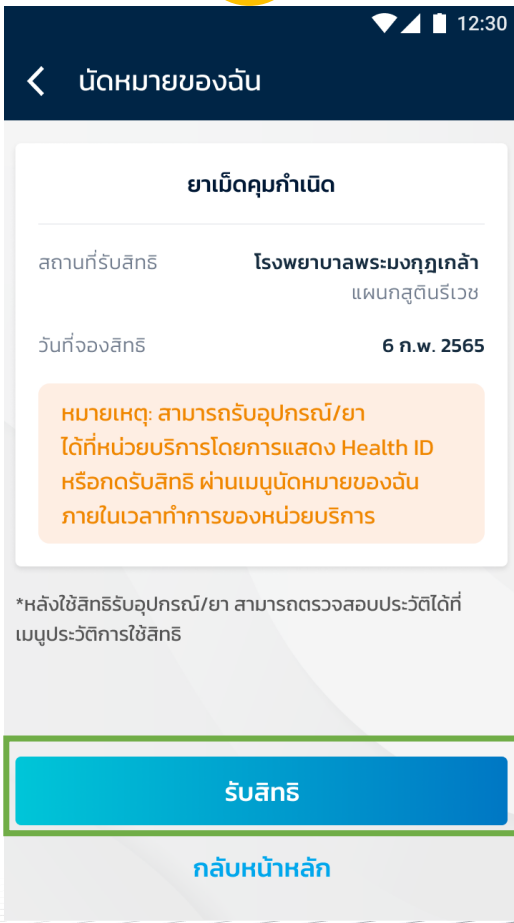 12:30
นัดหมายของฉัน
ยาเม็ดคุมกำเนิด
สถานที่รับสิทธิ โรงพยาบาลพระมงกุฎเกล้า
แผนกสูตินรีเวช
วันที่จองสิทธิ 6 ก.พ. 2565
หมายเหตุ: สามารถรับอุปกรณ์/ยา
ได้ที่หน่วยบริการโดยการแสดง Health ID
หรือกดรับสิทธิ ผ่านเมนูนัดหมายของฉัน
ภายในเวลาทำการของหน่วยบริการ
*หลังใช้สิทธิรับอุปกรณ์/ยา สามารถตรวจสอบประวัติได้ที่
เมนูประวัติการใช้สิทธิ
รับสิทธิ
กลับหน้าหลัก